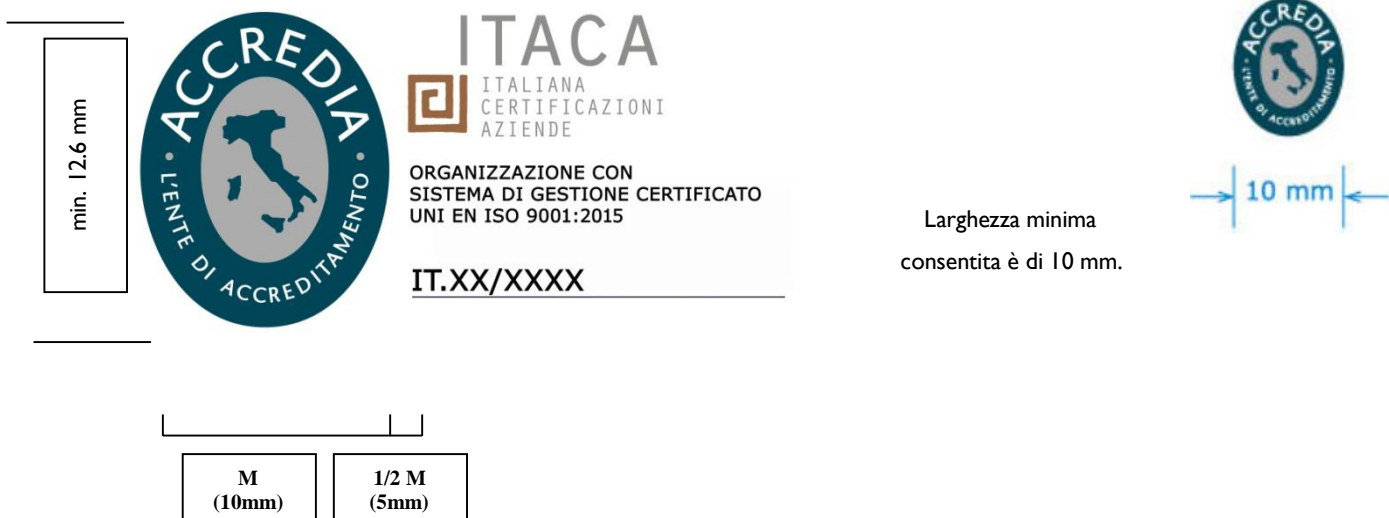 min. 12.6 mm
ACCREDIA
• L'ENTE DI ACCREDITAMENTO •
ITACA
ITALIANA
CERTIFICAZIONI
AZIENDE
ORGANIZZAZIONE CON
SISTEMA DI GESTIONE CERTIFICATO
UNI EN ISO 9001:2015
IT.XX/XXXX
Larghezza minima
consentita è di 10 mm.
ACCREDIA
• L'ENTE DI ACCREDITAMENTO •
10 mm
M
(10mm)
1/2 M
(5mm)